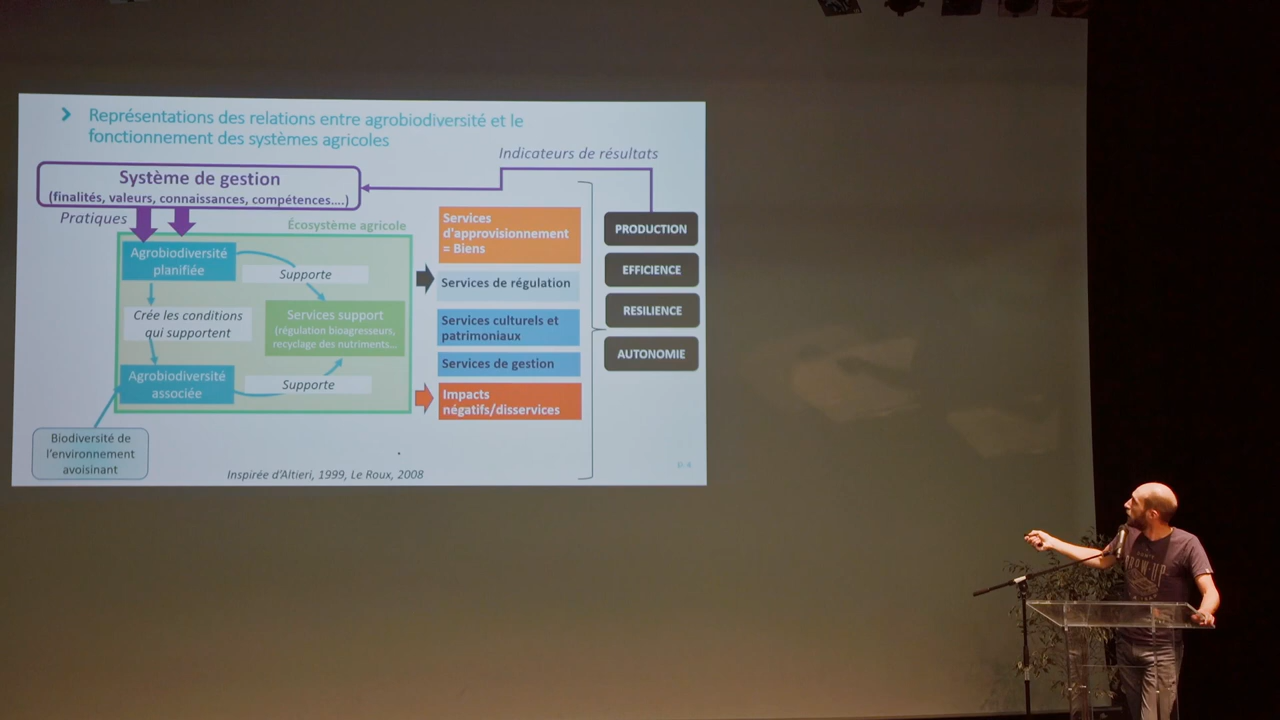 Représentations des relations entre agrobiodiversité et le
fonctionnement des systèmes agricoles
Indicateurs de résultats
Système de gestion
(finalités, valeurs, connaissances, compétences....)
Pratiques
Écosystème agricole
Agrobiodiversité
planifiée
Supporte
Crée les conditions
qui supportent
Services support
(régulation bioagresseurs,
recyclage des nutriments...
Agrobiodiversité
associée
Supporte
Biodiversité de
l'environnement
avoisinant
Services
d'approvisionnement
= Biens
Services de régulation
Services culturels et
patrimoniaux
Services de gestion
Impacts
négatifs/disservices
PRODUCTION
EFFICIENCE
RESILIENCE
AUTONOMIE
Inspirée d'Altieri, 1999, Le Roux, 2008